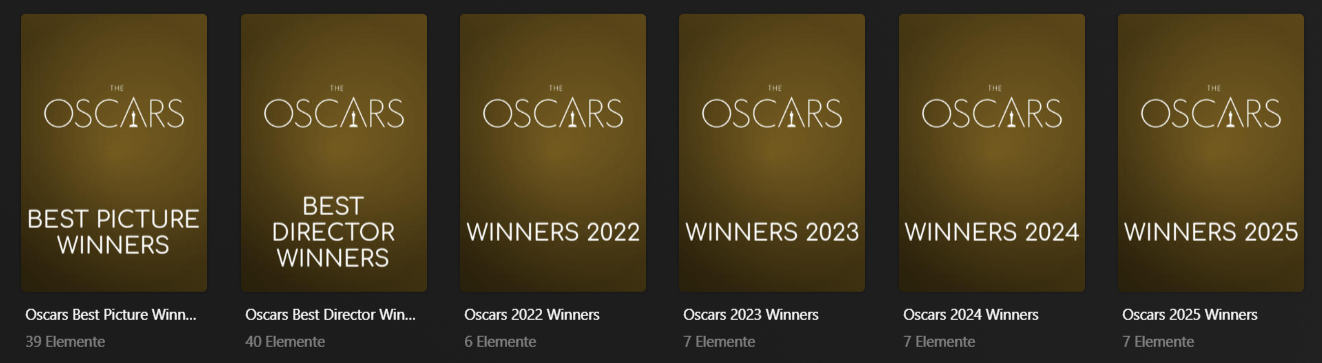 THE
OSCARS
BEST PICTURE
WINNERS
Oscars Best Picture Winn...
39 Elemente
THE
OSCARS
BEST
DIRECTOR
WINNERS
Oscars Best Director Win...
40 Elemente
THE
OSCARS
WINNERS 2022
Oscars 2022 Winners
6 Elemente
THE
OSCARS
WINNERS 2023
Oscars 2023 Winners
7 Elemente
THE
OSCARS
WINNERS 2024
Oscars 2024 Winners
7 Elemente
THE
OSCARS
WINNERS 2025
Oscars 2025 Winners
7 Elemente